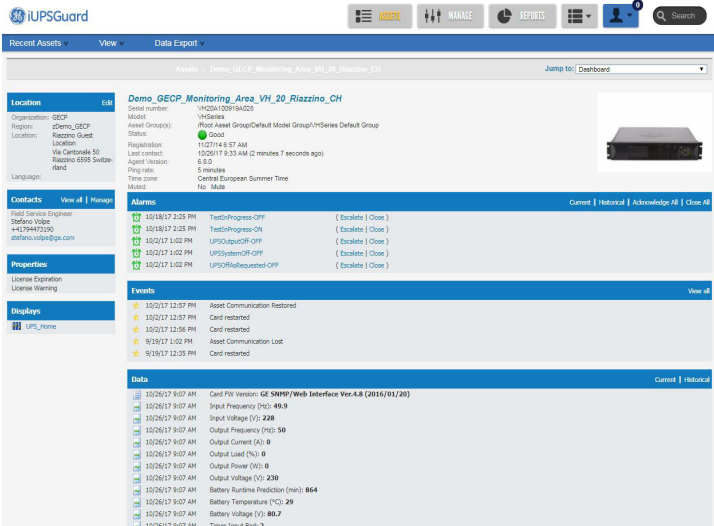 iUPSGuard
ASSETS
MANAGE
REPORTS
0
Search
Recent Assets
View
Data Export
Assets : Demo_GECP_Monitoring_Area_VH_20_Riazzino_CH
Jump to: Dashboard
Location Edit
Organization: GECP
Region: zDemo_GECP
Location: Riazzino Guest
Location
Via Cantonale 50
Riazzino 6595 Switze-
rland
Language:
Contacts View all | Manage
Field Service Engineer
Stefano Volpe
+41794473190
stefano.volpe@ge.com
Properties
License Expiration
License Warning
Displays
UPS_Home
Demo_GECP_Monitoring_Area_VH_20_Riazzino_CH
Serial number: VH20A100919A028
Model: VHSeries
Asset Group(s): /Root Asset Group/Default Model Group/VHSeries Default Group
Status: Good
Registration: 11/27/14 6:57 AM
Last contact: 10/26/17 9:33 AM (2 minutes 7 seconds ago)
Agent Version: 6.8.0
Ping rate: 5 minutes
Time zone: Central European Summer Time
Muted: No Mute
Alarms Current | Historical | Acknowledge All | Close All
10/18/17 2:25 PM TestInProgress-OFF ( Escalate | Close )
10/18/17 2:25 PM TestInProgress-ON ( Escalate | Close )
10/2/17 1:02 PM UPSOutputOff-OFF ( Escalate | Close )
10/2/17 1:02 PM UPSSystemOff-OFF ( Escalate | Close )
10/2/17 1:02 PM UPSOffAsRequested-OFF ( Escalate | Close )
Events View all
10/2/17 12:57 PM Asset Communication Restored
10/2/17 12:57 PM Card restarted
10/2/17 12:56 PM Card restarted
9/19/17 1:02 PM Asset Communication Lost
9/19/17 12:35 PM Card restarted
Data Current | Historical
10/26/17 9:07 AM Card FW Version: GE SNMP/Web Interface Ver.4.8 (2016/01/20)
10/26/17 9:07 AM Input Frequency (Hz): 49.9
10/26/17 9:07 AM Input Voltage (V): 228
10/26/17 9:07 AM Output Frequency (Hz): 50
10/26/17 9:07 AM Output Current (A): 0
10/26/17 9:07 AM Output Load (%): 0
10/26/17 9:07 AM Output Power (W): 0
10/26/17 9:07 AM Output Voltage (V): 230
10/26/17 9:07 AM Battery Runtime Prediction (min): 864
10/26/17 9:07 AM Battery Temperature (°C): 29
10/26/17 9:07 AM Battery Voltage (V): 80.7
10/26/17 9:07 AM Times Input Bad: 2